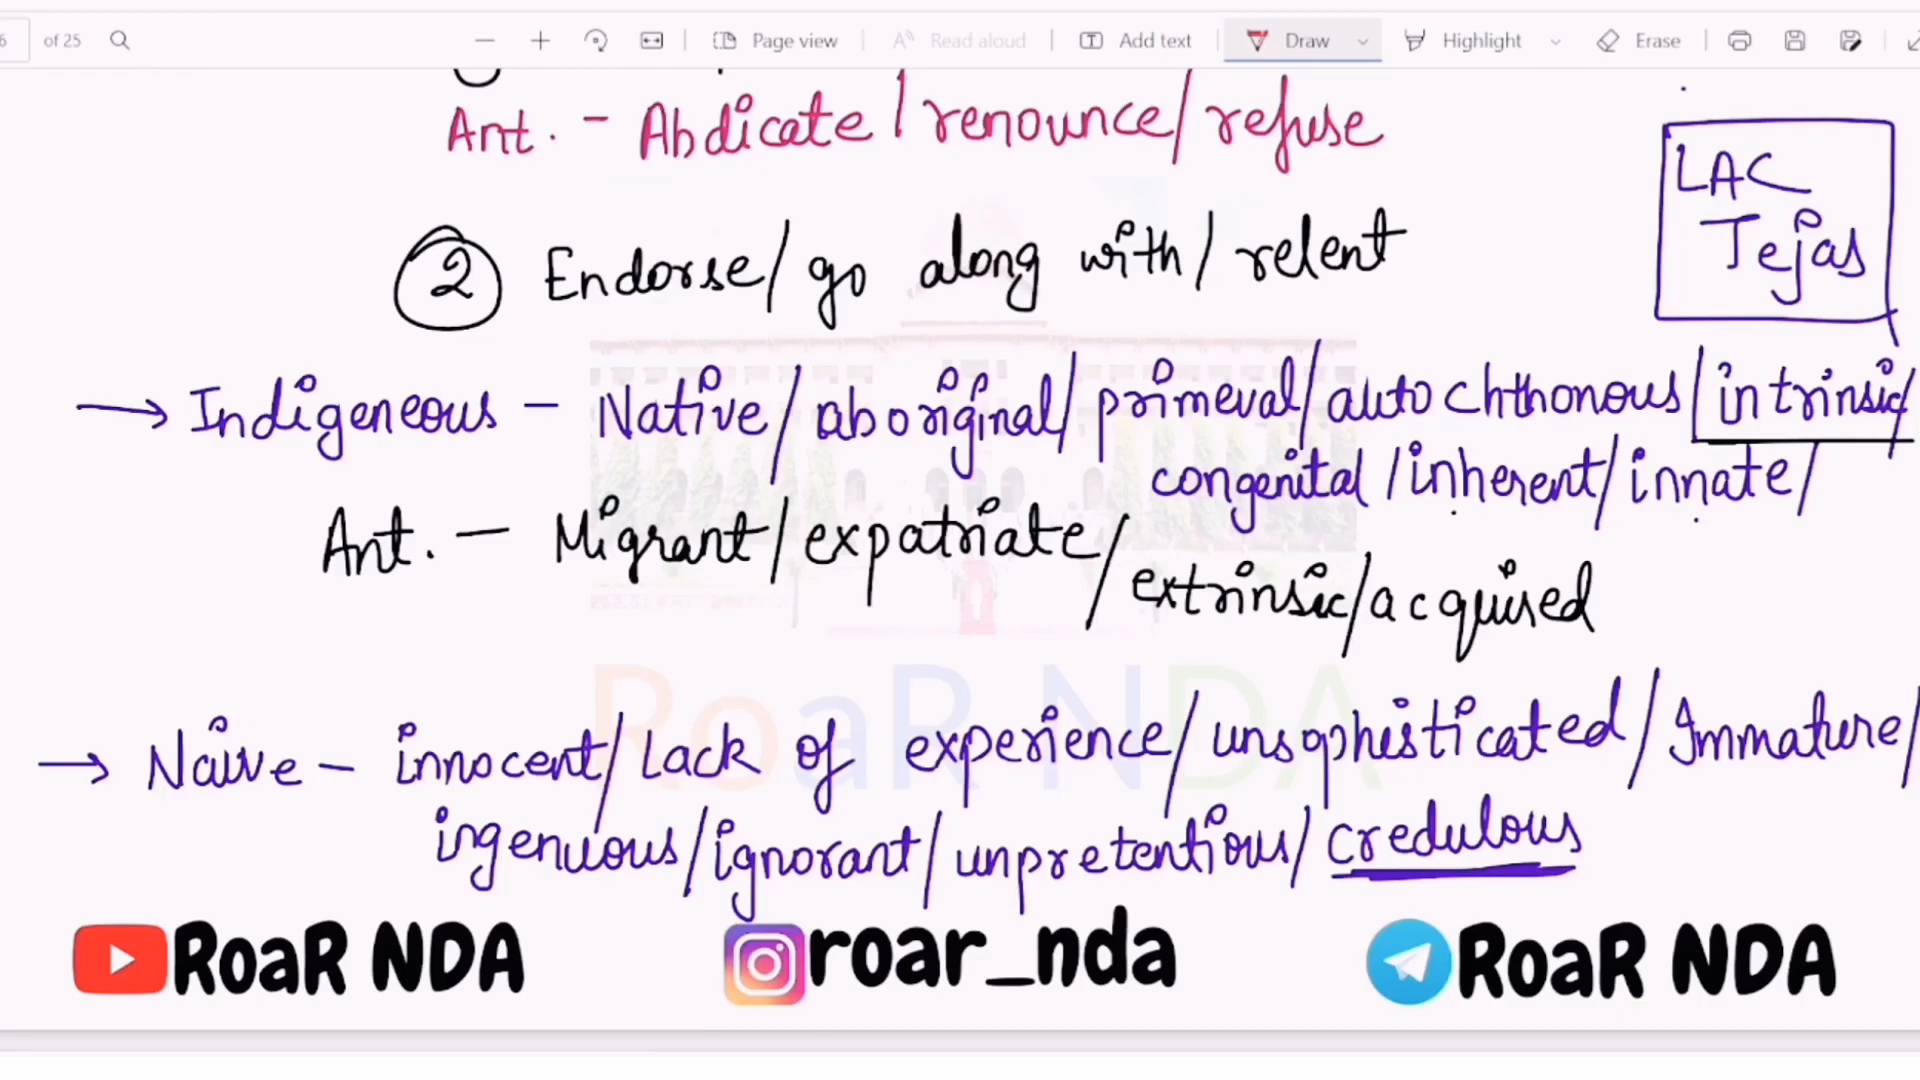 6 of 25 Page view Read aloud Add text Draw Highlight Erase
Ant. - Abdicate / renounce / refuse
LAC
Tejas
2 Endorse / go along with / relent
→ Indigeneous - Native / aboriginal / primeval / autochthonous / intrinsic /
congenital / inherent / innate /
Ant. - Migrant / expatriate /
extrinsic / acquired
RoaR NDA
→ Naive - innocent / Lack of experience / unsophisticated / Immature /
ingenuous / ignorant / unpretentious / credulous
RoaR NDA roar_nda RoaR NDA